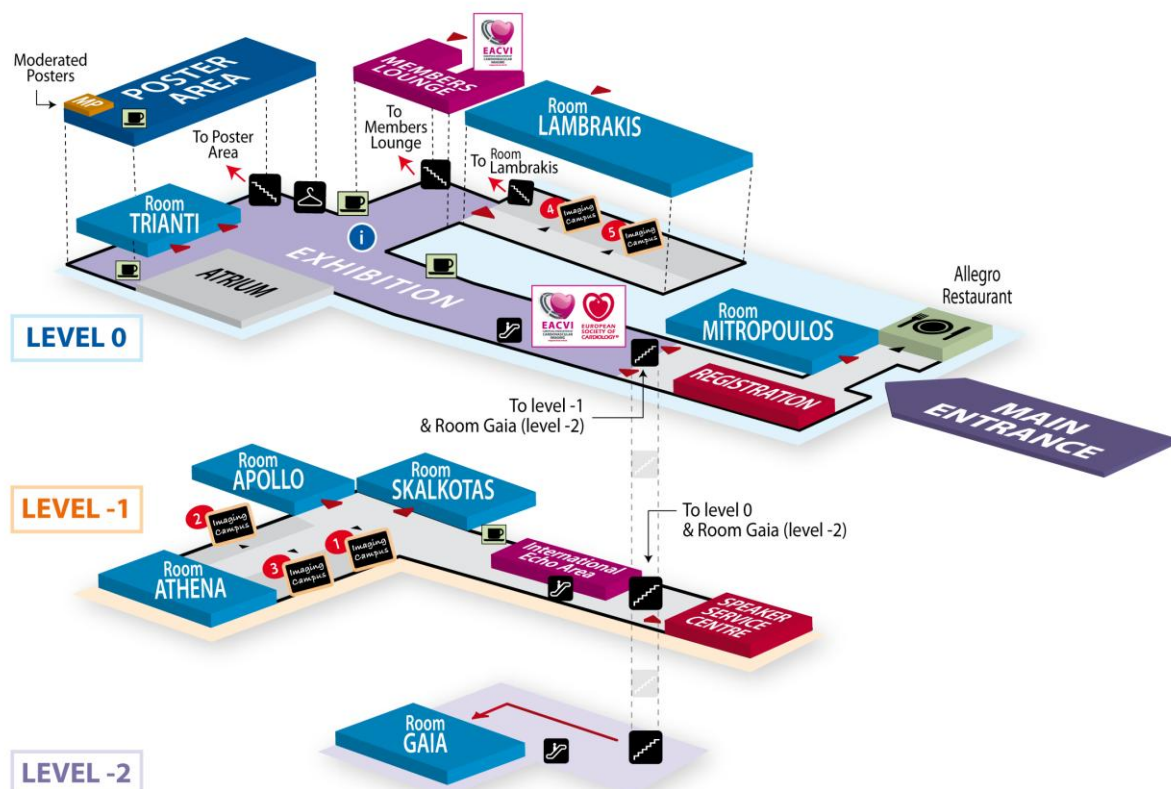 Moderated
Posters
MP
POSTER
AREA
EACVI
MEMBERS
LOUNGE
To
Members
Lounge
To Poster
Area
Room
LAMBRAKIS
To Room
Lambrakis
4
Imaging
Campus
5
Imaging
Campus
Room
TRIANTI
i
EXHIBITION
ATRIUM
EACVI
EUROPEAN
SOCIETY OF
CARDIOLOGY®
Room
MITROPOULOS
Allegro
Restaurant
LEVEL 0
REGISTRATION
MAIN
ENTRANCE
To level -1
& Room Gaia (level -2)
LEVEL -1
Room
APOLLO
Room
SKALKOTAS
To level 0
& Room Gaia (level -2)
2
Imaging
Campus
1
Imaging
Campus
3
Imaging
Campus
Room
ATHENA
International
Echo Area
SPEAKER
SERVICE
CENTRE
Room
GAIA
LEVEL -2